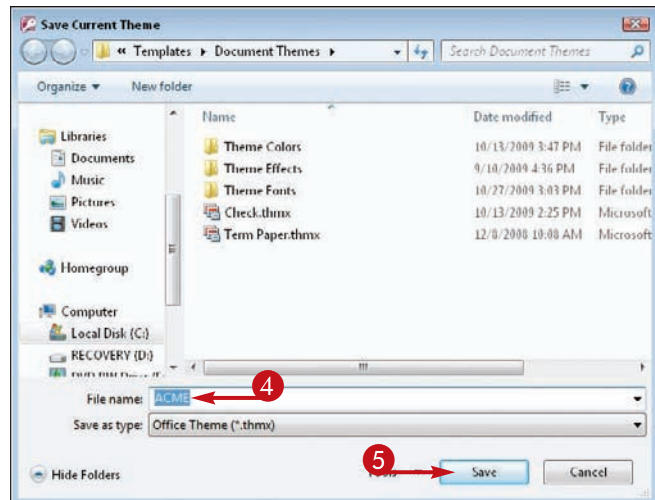 Save Current Theme
« Templates ▸ Document Themes ▸ Search Document Themes
Organize ▾ New folder
Name Date modified Type
Libraries
Documents
Music
Pictures
Videos
Homegroup
Computer
Local Disk (C:)
RECOVERY (D:)
Theme Colors 10/13/2009 3:47 PM File folder
Theme Effects 9/10/2009 4:36 PM File folder
Theme Fonts 10/27/2009 3:03 PM File folder
Check.thmx 10/13/2009 2:25 PM Microsoft
Term Paper.thmx 12/8/2008 10:08 AM Microsoft
4
File name: ACME
Save as type: Office Theme (*.thmx)
5
Hide Folders Save Cancel